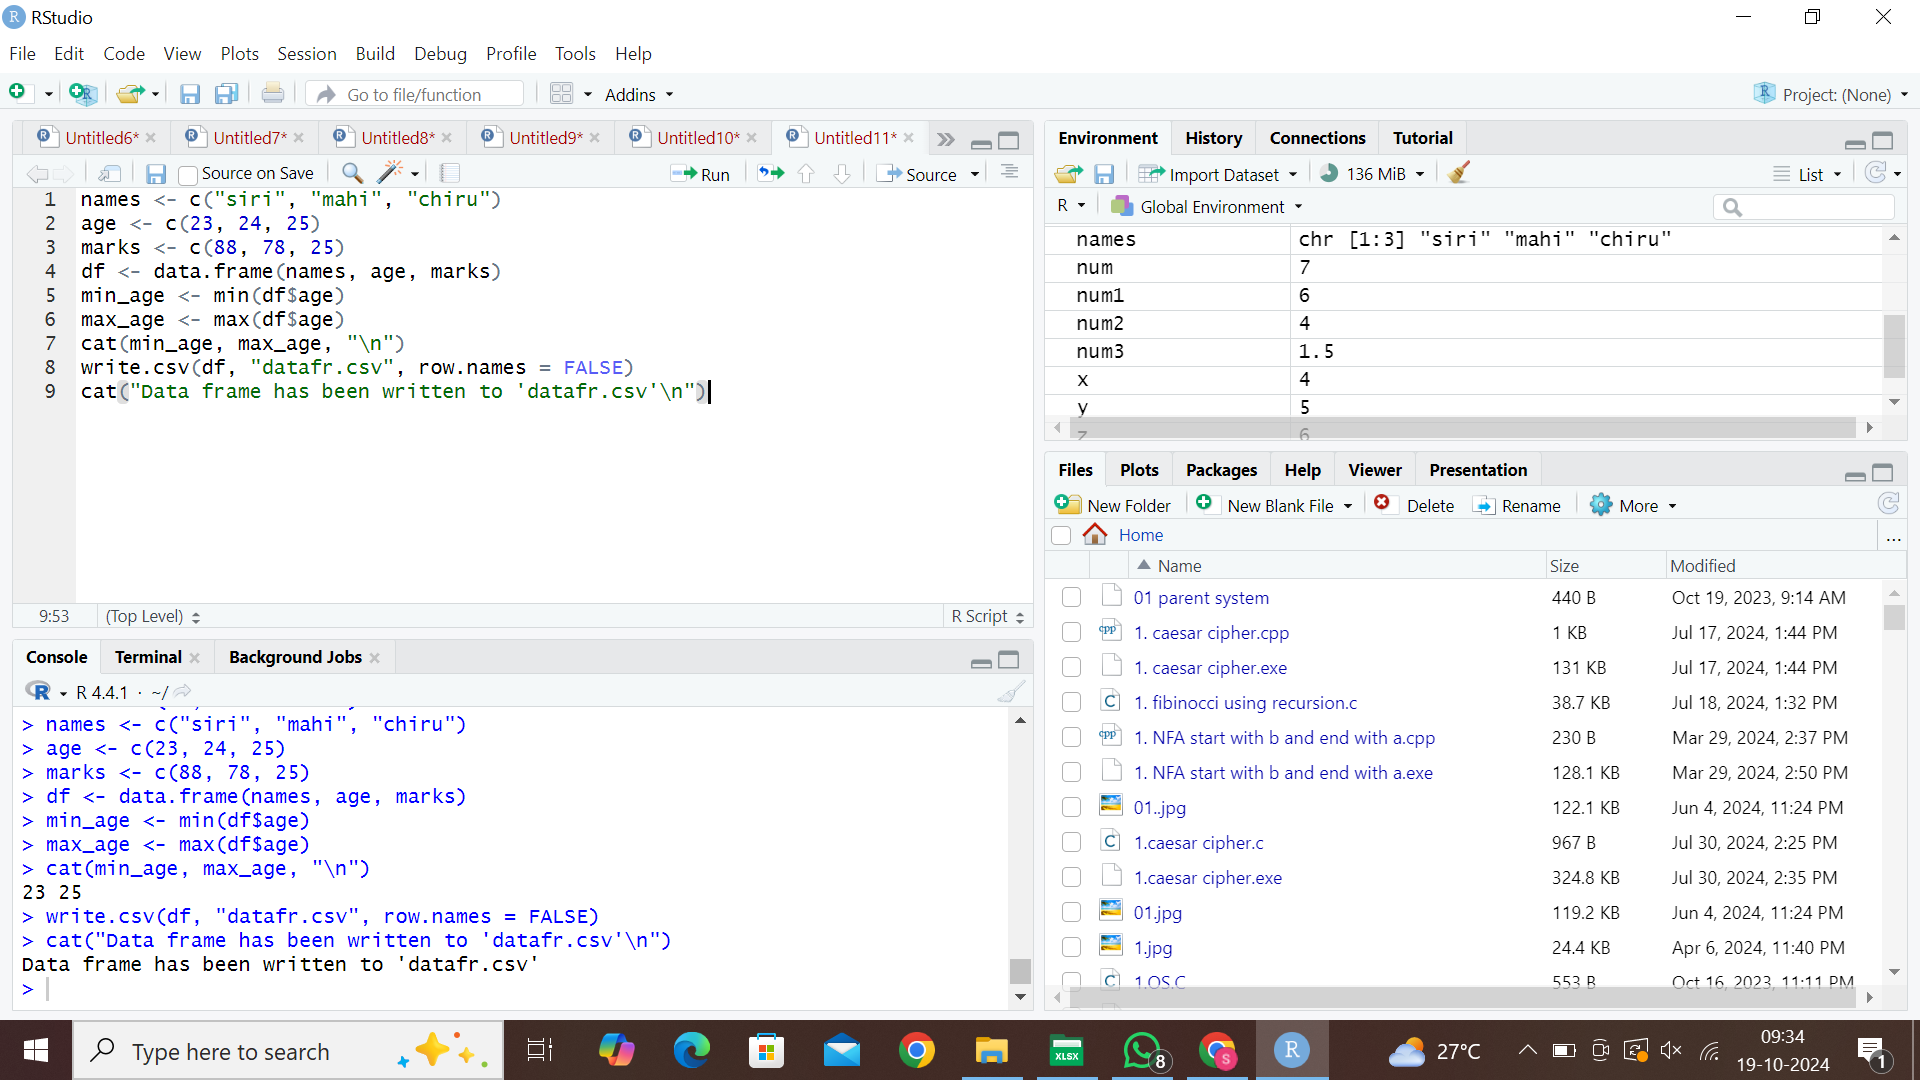 RStudio
File Edit Code View Plots Session Build Debug Profile Tools Help
Go to file/function Addins Project: (None)
Untitled6* Untitled7* Untitled8* Untitled9* Untitled10* Untitled11*
Source on Save Run Source
1 names <- c("siri", "mahi", "chiru")
2 age <- c(23, 24, 25)
3 marks <- c(88, 78, 25)
4 df <- data.frame(names, age, marks)
5 min_age <- min(df$age)
6 max_age <- max(df$age)
7 cat(min_age, max_age, "\n")
8 write.csv(df, "datafr.csv", row.names = FALSE)
9 cat("Data frame has been written to 'datafr.csv'\n")
9:53 (Top Level) R Script
Console Terminal Background Jobs
R 4.4.1 · ~/
> names <- c("siri", "mahi", "chiru")
> age <- c(23, 24, 25)
> marks <- c(88, 78, 25)
> df <- data.frame(names, age, marks)
> min_age <- min(df$age)
> max_age <- max(df$age)
> cat(min_age, max_age, "\n")
23 25
> write.csv(df, "datafr.csv", row.names = FALSE)
> cat("Data frame has been written to 'datafr.csv'\n")
Data frame has been written to 'datafr.csv'
>
Environment History Connections Tutorial
Import Dataset 136 MiB List
R Global Environment
names chr [1:3] "siri" "mahi" "chiru"
num 7
num1 6
num2 4
num3 1.5
x 4
y 5
z 6
Files Plots Packages Help Viewer Presentation
New Folder New Blank File Delete Rename More
Home ...
Name Size Modified
01 parent system 440 B Oct 19, 2023, 9:14 AM
1. caesar cipher.cpp 1 KB Jul 17, 2024, 1:44 PM
1. caesar cipher.exe 131 KB Jul 17, 2024, 1:44 PM
1. fibinocci using recursion.c 38.7 KB Jul 18, 2024, 1:32 PM
1. NFA start with b and end with a.cpp 230 B Mar 29, 2024, 2:37 PM
1. NFA start with b and end with a.exe 128.1 KB Mar 29, 2024, 2:50 PM
01..jpg 122.1 KB Jun 4, 2024, 11:24 PM
1.caesar cipher.c 967 B Jul 30, 2024, 2:25 PM
1.caesar cipher.exe 324.8 KB Jul 30, 2024, 2:35 PM
01.jpg 119.2 KB Jun 4, 2024, 11:24 PM
1.jpg 24.4 KB Apr 6, 2024, 11:40 PM
1.OS.C 553 B Oct 16, 2023, 11:11 PM
Type here to search XLSX 8 S R 27°C 09:34
19-10-2024 1